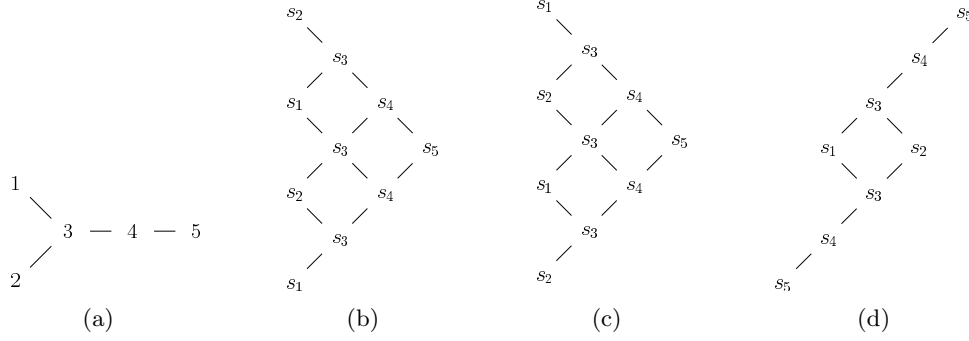 1
3 — 4 — 5
2
(a)
s₂
s₃
s₁ s₄
s₃ s₅
s₂ s₄
s₃
s₁
(b)
s₁
s₃
s₂ s₄
s₃ s₅
s₁ s₄
s₃
s₂
(c)
s₅
s₄
s₃
s₁ s₂
s₃
s₄
s₅
(d)